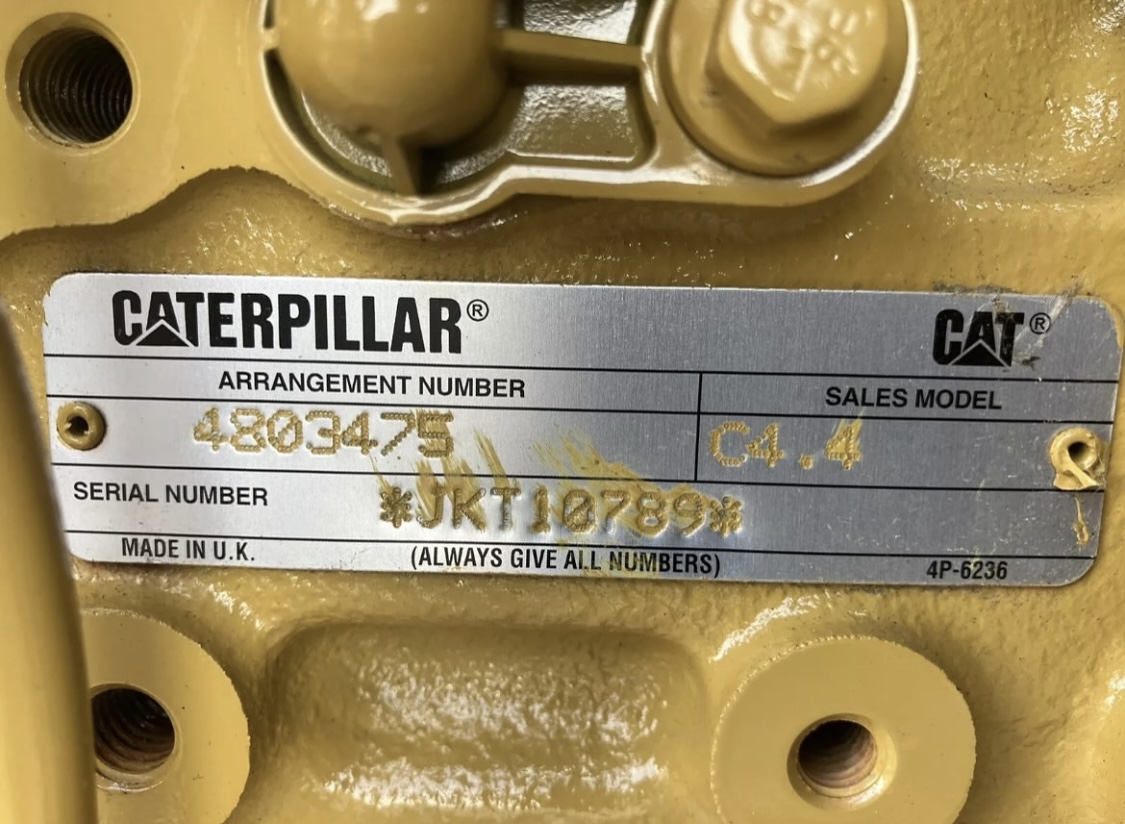 CATERPILLAR®
CAT®
ARRANGEMENT NUMBER
SALES MODEL
4803475
C4.4
SERIAL NUMBER
*JKT10789*
MADE IN U.K.
(ALWAYS GIVE ALL NUMBERS)
4P-6236